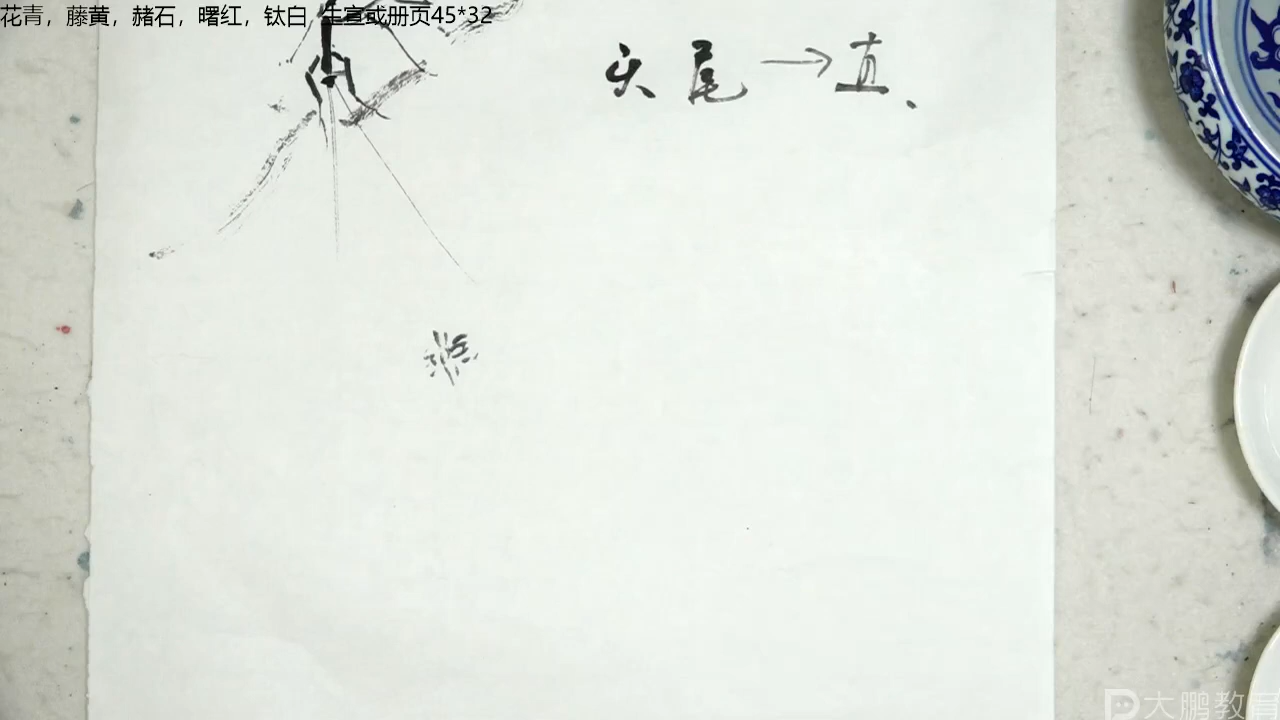 花青，藤黄，赭石，曙红，钛白 生宣或册页45*32
头 尾 → 直、
大鹏教育